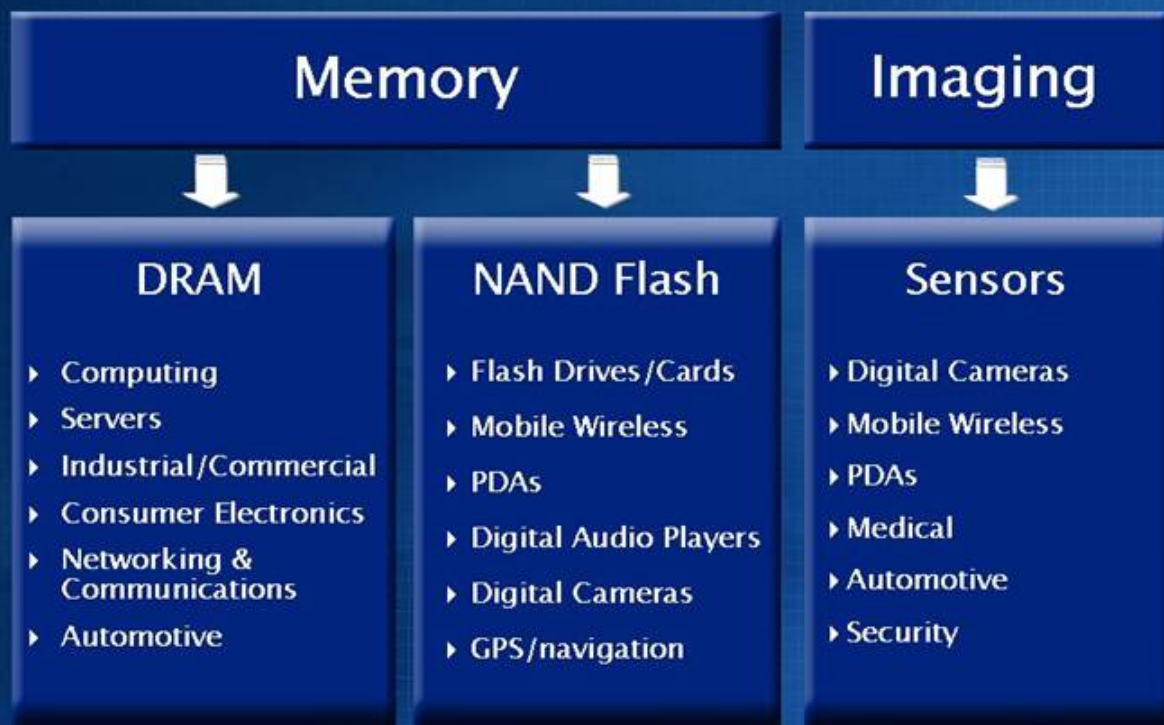 Memory
Imaging
DRAM
Computing
Servers
Industrial/Commercial
Consumer Electronics
Networking &
Communications
Automotive
NAND Flash
Flash Drives/Cards
Mobile Wireless
PDAs
Digital Audio Players
Digital Cameras
GPS/navigation
Sensors
Digital Cameras
Mobile Wireless
PDAs
Medical
Automotive
Security